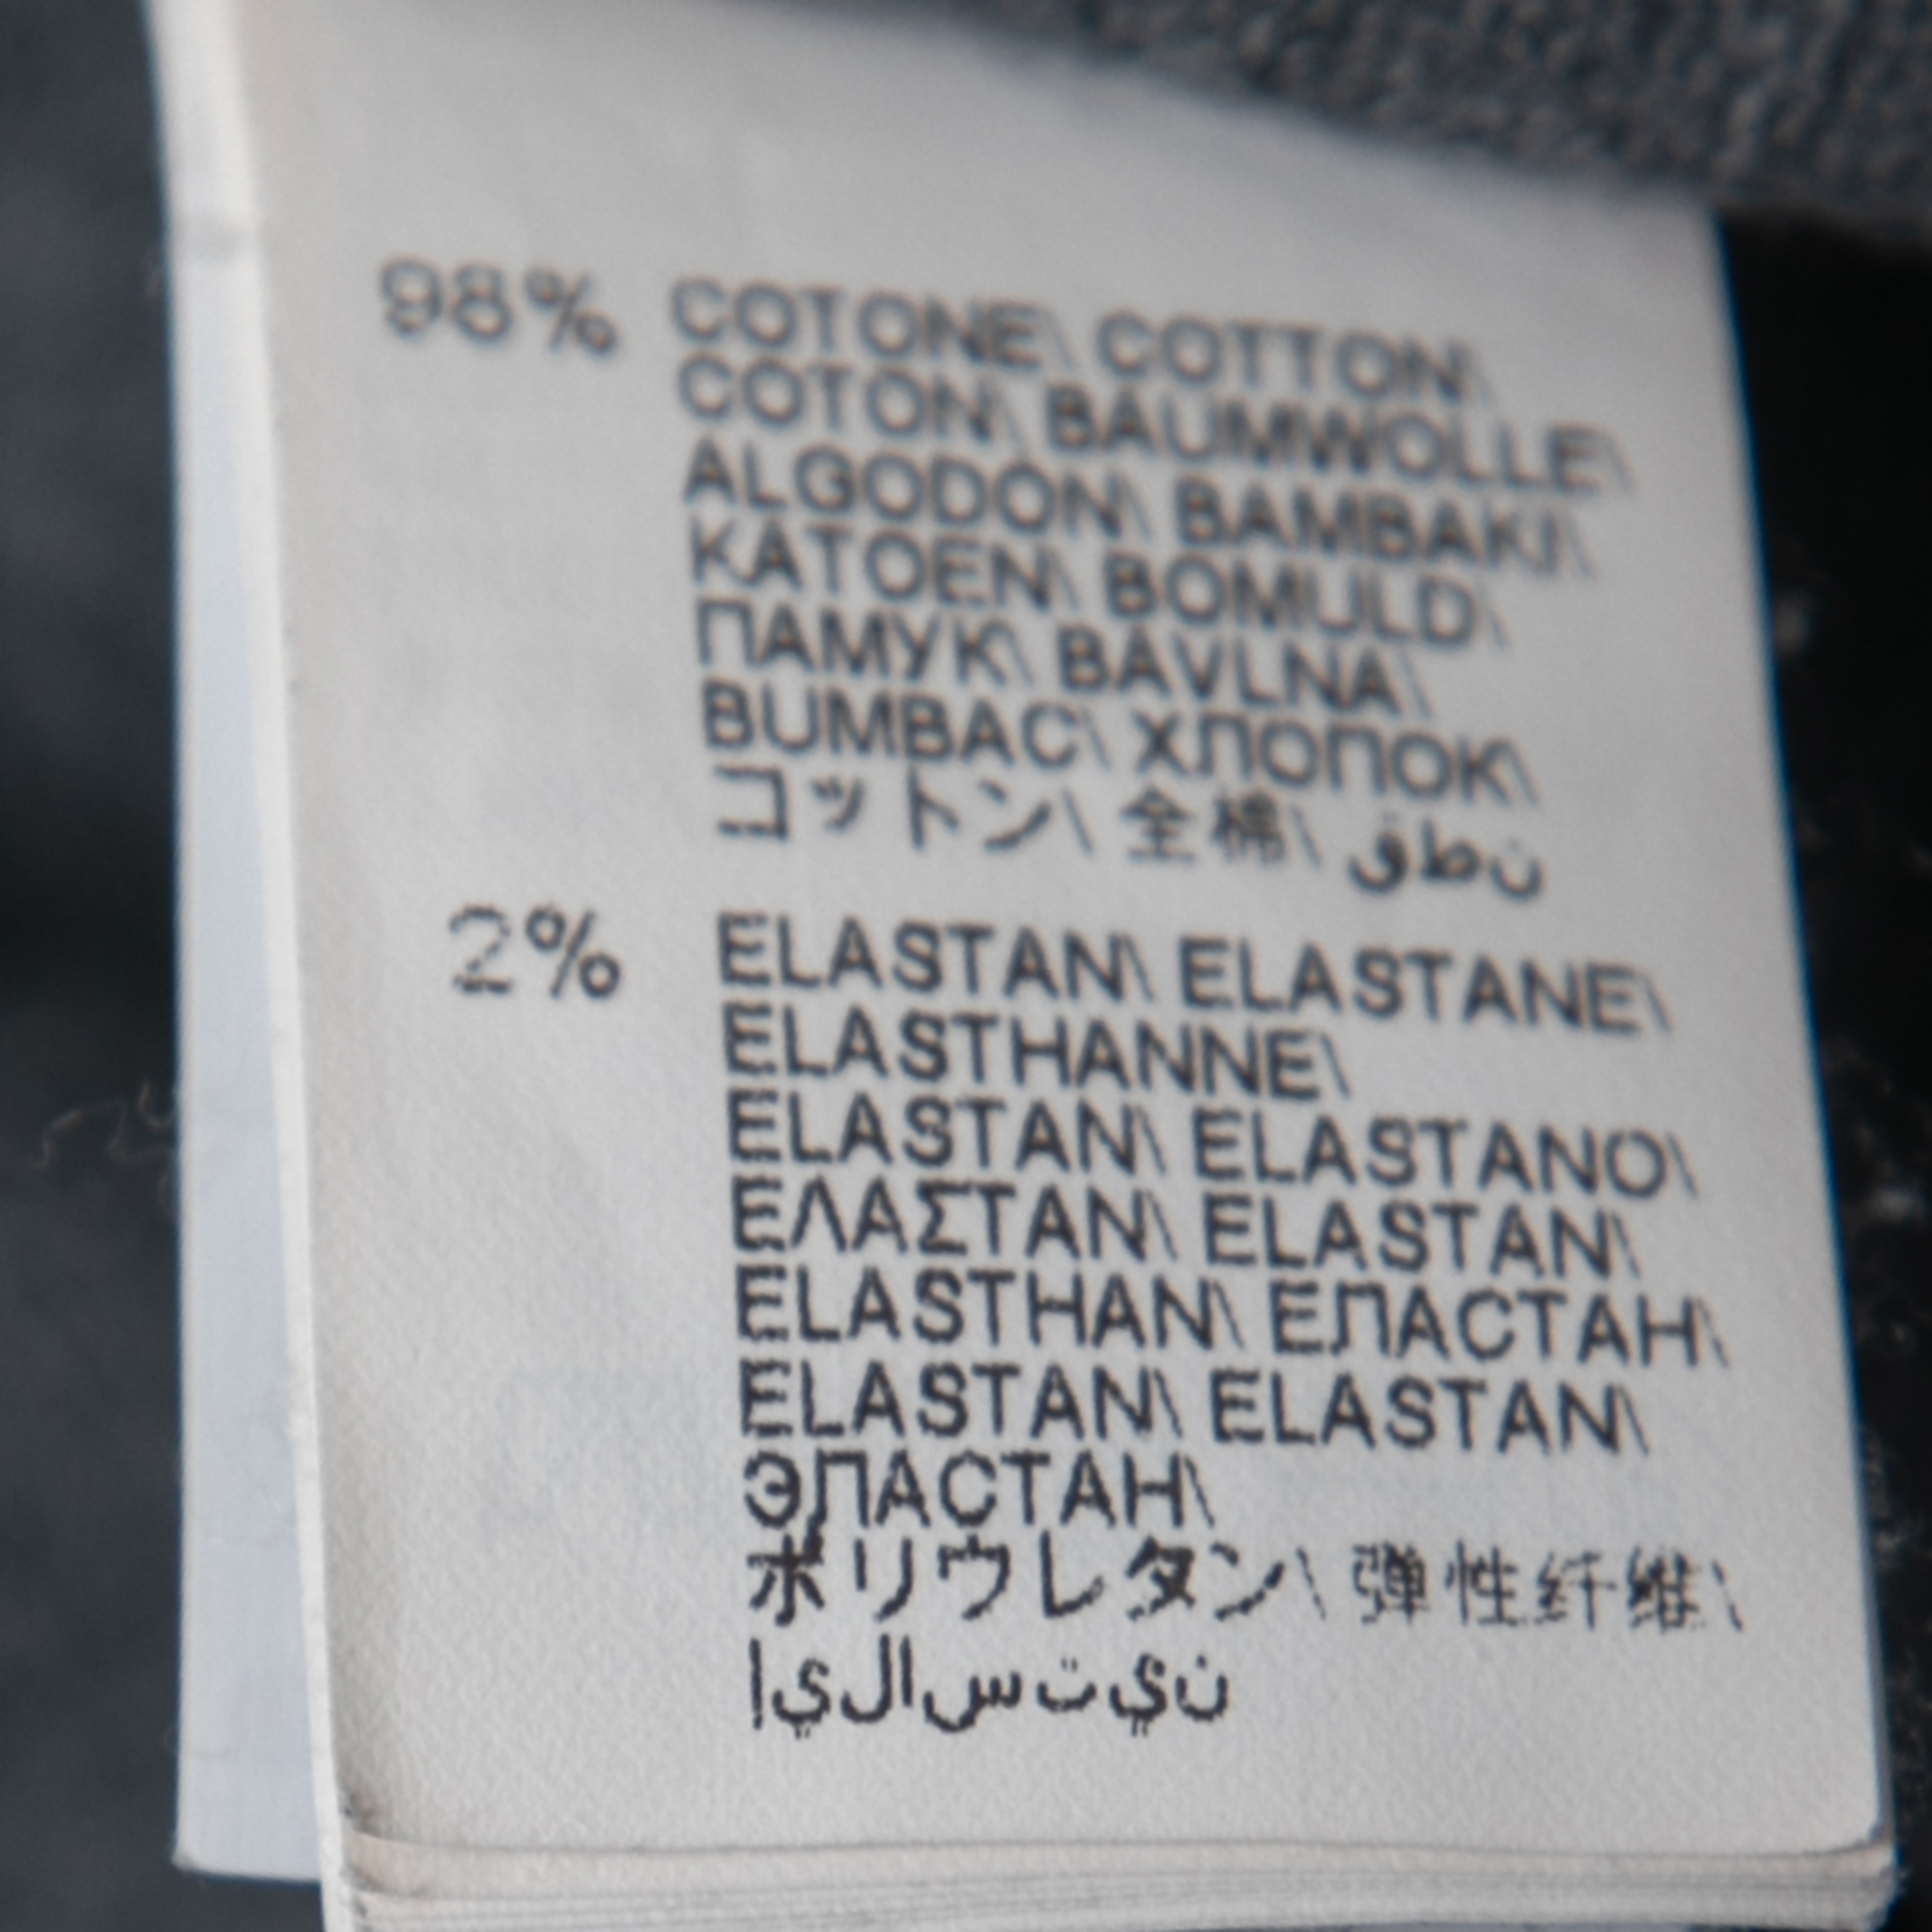 98% COTONE\ COTTON\
COTON\ BAUMWOLLE\
ALGODON\ BAMBAKI\
KATOEN\ BOMULD\
ПАМУК\ BAVLNA\
BUMBAC\ ХЛОПОК\
コットン\ 全棉\ قطن
2% ELASTAN\ ELASTANE\
ELASTHANNE\
ELASTAN\ ELASTANO\
ΕΛΑΣΤΑΝ\ ELASTAN\
ELASTHAN\ ЕЛАСТАН\
ELASTAN\ ELASTAN\
ЭЛАСТАН\
ポリウレタン\ 弹性纤维\
إيلاستين